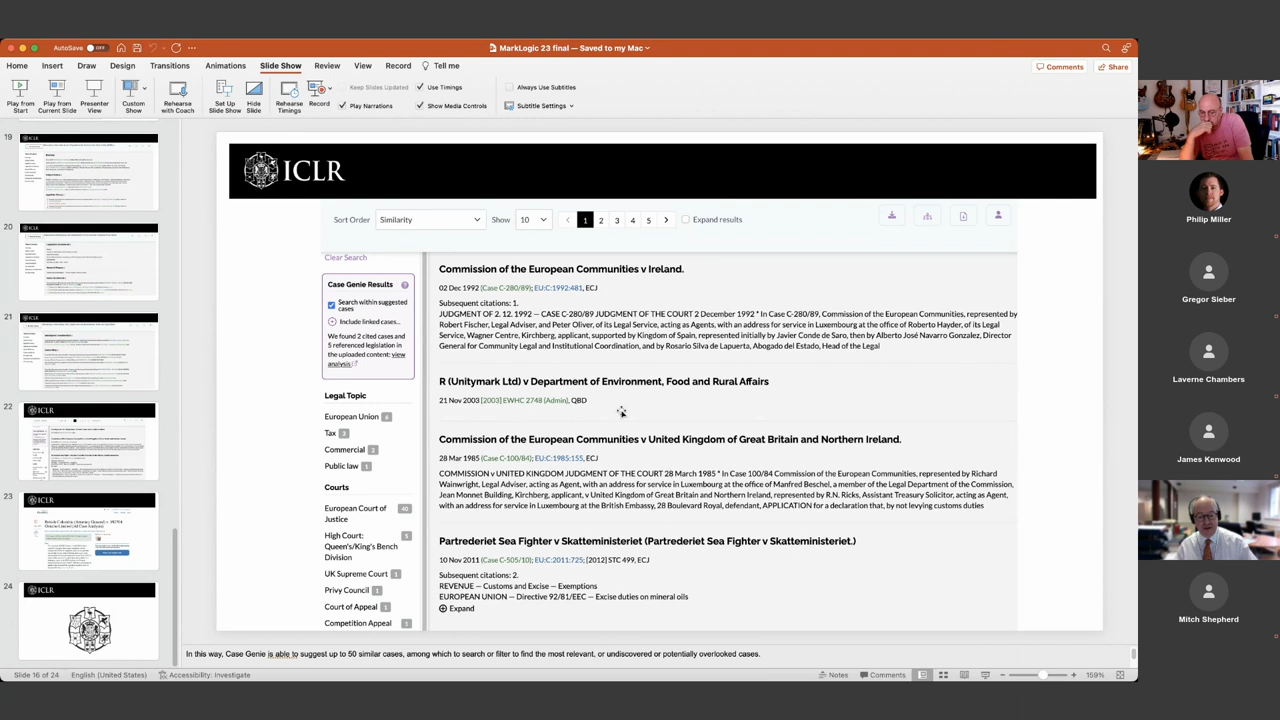 AutoSave OFF
MarkLogic 23 final — Saved to my Mac
Home Insert Draw Design Transitions Animations Slide Show Review View Record Tell me
Comments Share
Play from Start
Play from Current Slide
Presenter View
Custom Show
Rehearse with Coach
Set Up Slide Show
Hide Slide
Rehearse Timings
Record
Keep Slides Updated
Use Timings
Play Narrations
Show Media Controls
Always Use Subtitles
Subtitle Settings
19
ICLR
20
ICLR
21
ICLR
22
ICLR
23
ICLR
24
ICLR
ICLR
Sort Order Similarity Show 10 1 2 3 4 5 Expand results
Clear Search
Case Genie Results
Search within suggested
cases
Include linked cases...
We found 2 cited cases and
5 referenced legislation in
the uploaded content: view
analysis
Legal Topic
European Union 6
Tax 3
Commercial 2
Public law 1
Courts
European Court of 40
Justice
High Court: 5
Queen's/King's Bench
Division
UK Supreme Court 1
Privy Council 1
Court of Appeal 1
Competition Appeal 1
Commission of the European Communities v Ireland.
02 Dec 1992 (Case C-280/89); EU:C:1992:481, ECJ
Subsequent citations: 1.
JUDGMENT OF 2. 12. 1992 — CASE C-280/89 JUDGMENT OF THE COURT 2 December 1992 * In Case C-280/89, Commission of the European Communities, represented by
Robert Fischer, Legal Adviser, and Peter Oliver, of its Legal Service, acting as Agents, with an address for service in Luxembourg at the office of Roberto Hayder, of its Legal
Service, Wagner Centre, Kirchberg, applicant, supported by Kingdom of Spain, represented initially by Javier Conde de Saro, then by Alberto José Navarro Gonzalez, Director
General for Community Legal and Institutional Coordination, and by Rosario Silva de Lapuerta, Abogado del Estado, Head of the Legal
R (Unitymark Ltd) v Department of Environment, Food and Rural Affairs
21 Nov 2003 [2003] EWHC 2748 (Admin), QBD
Commission of the European Communities v United Kingdom of Great Britain and Northern Ireland.
28 Mar 1985 (Case C-100/84); EU:C:1985:155, ECJ
COMMISSION v UNITED KINGDOM JUDGMENT OF THE COURT 28 March 1985 * In Case 100/84 Commission of the European Communities, represented by Richard
Wainwright, Legal Adviser, acting as Agent, with an address for service in Luxembourg at the office of Manfred Beschel, a member of the Legal Department of the Commission,
Jean Monnet Building, Kirchberg, applicant, v United Kingdom of Great Britain and Northern Ireland, represented by R.N. Ricks, Assistant Treasury Solicitor, acting as Agent,
with an address for service in Luxembourg at the British Embassy, 28 Boulevard Royal, defendant, APPLICATION for a declaration that, by not levying customs duties
Partrederiet Sea Fighter v Skatteministeriet (Partrederiet Sea Fighter v Skatteministeriet.)
10 Nov 2011 (Case C-505/10); EU:C:2011:725; [2012] STC 499, ECJ
Subsequent citations: 2.
REVENUE — Customs and Excise — Exemptions
EUROPEAN UNION — Directive 92/81/EEC — Excise duties on mineral oils
Expand
In this way, Case Genie is able to suggest up to 50 similar cases, among which to search or filter to find the most relevant, or undiscovered or potentially overlooked cases.
Slide 16 of 24 English (United States) Accessibility: Investigate
Notes Comments 159%
Philip Miller
Gregor Sieber
Laverne Chambers
James Kenwood
Mitch Shepherd